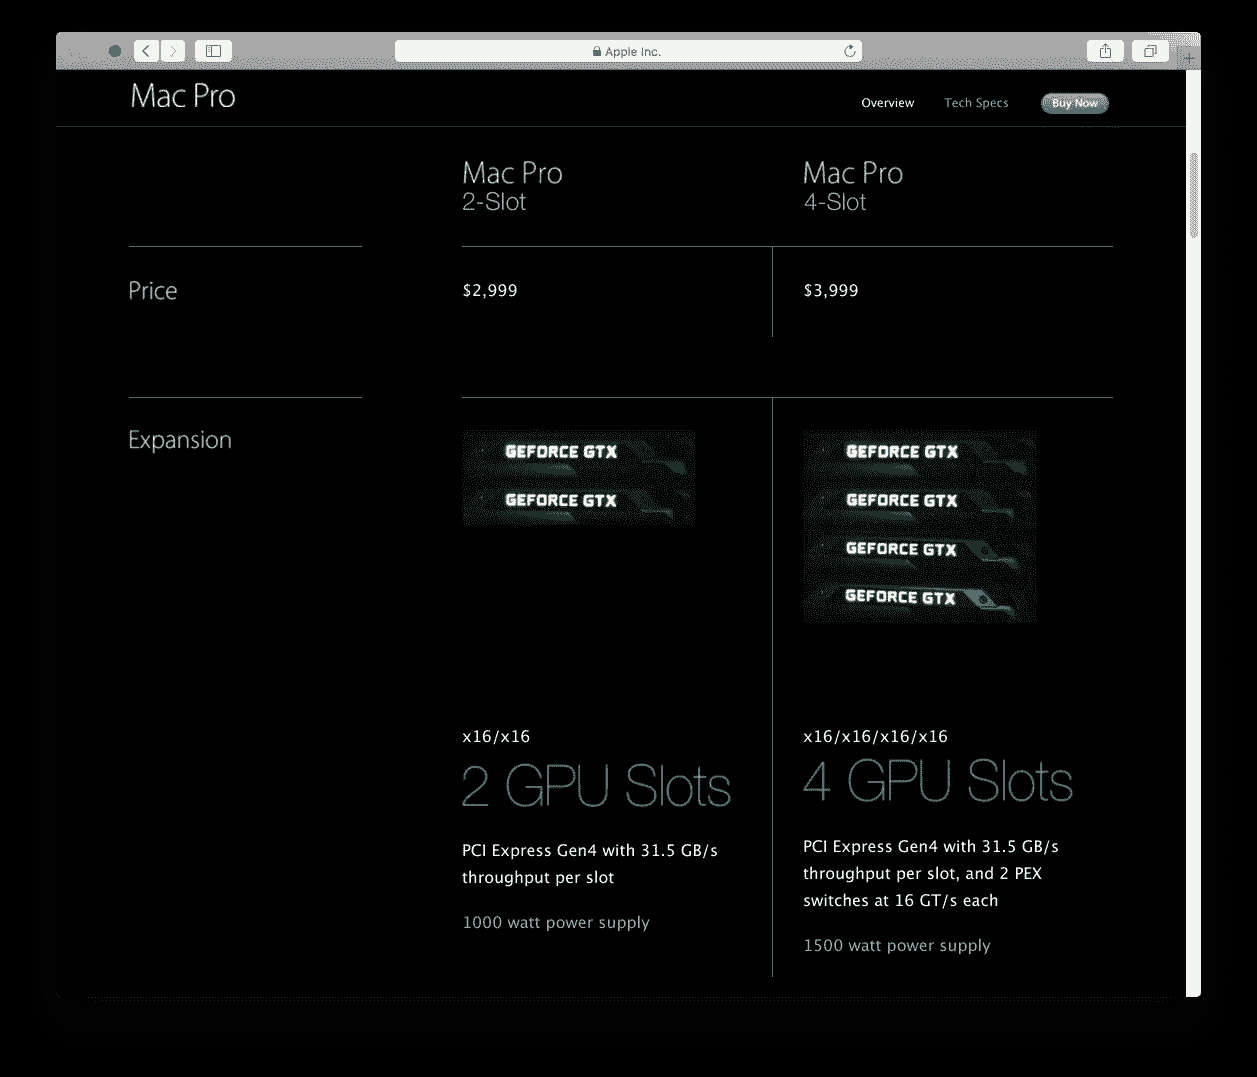 Apple Inc.
Mac Pro
Overview
Tech Specs
Buy Now
Mac Pro
2-Slot
Mac Pro
4-Slot
Price
$2,999
$3,999
Expansion
GEFORCE GTX
GEFORCE GTX
GEFORCE GTX
GEFORCE GTX
GEFORCE GTX
GEFORCE GTX
x16/x16
2 GPU Slots
PCI Express Gen4 with 31.5 GB/s
throughput per slot
1000 watt power supply
x16/x16/x16/x16
4 GPU Slots
PCI Express Gen4 with 31.5 GB/s
throughput per slot, and 2 PEX
switches at 16 GT/s each
1500 watt power supply